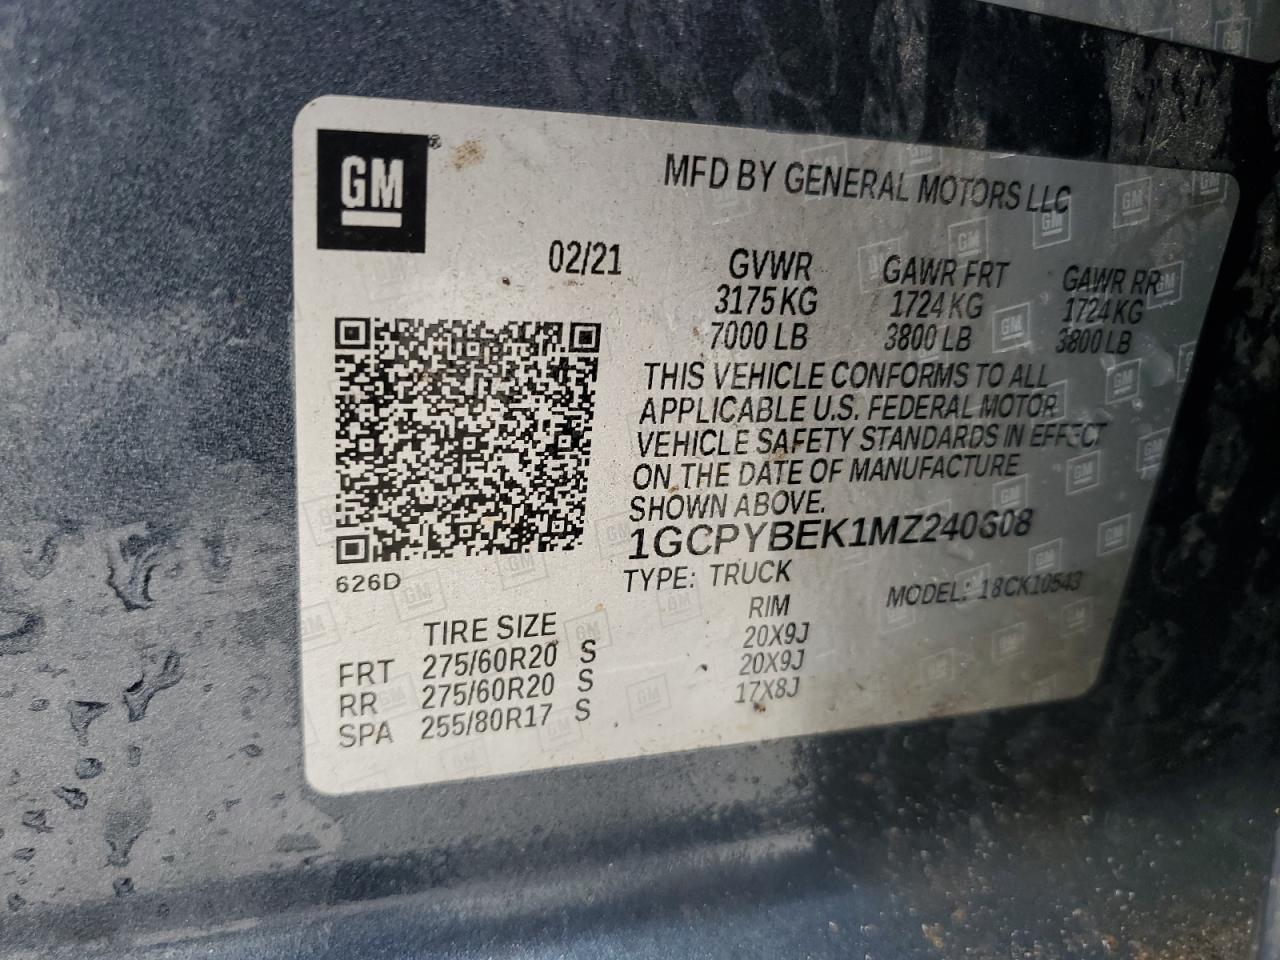 GM
MFD BY GENERAL MOTORS LLC
02/21
GVWR
3175 KG
7000 LB
GAWR FRT
1724 KG
3800 LB
GAWR RR
1724 KG
3800 LB
THIS VEHICLE CONFORMS TO ALL
APPLICABLE U.S. FEDERAL MOTOR
VEHICLE SAFETY STANDARDS IN EFFECT
ON THE DATE OF MANUFACTURE
SHOWN ABOVE.
1GCPYBEK1MZ240608
TYPE: TRUCK
MODEL: 18CK10543
626D
TIRE SIZE RIM
FRT 275/60R20 S 20X9J
RR 275/60R20 S 20X9J
SPA 255/80R17 S 17X8J